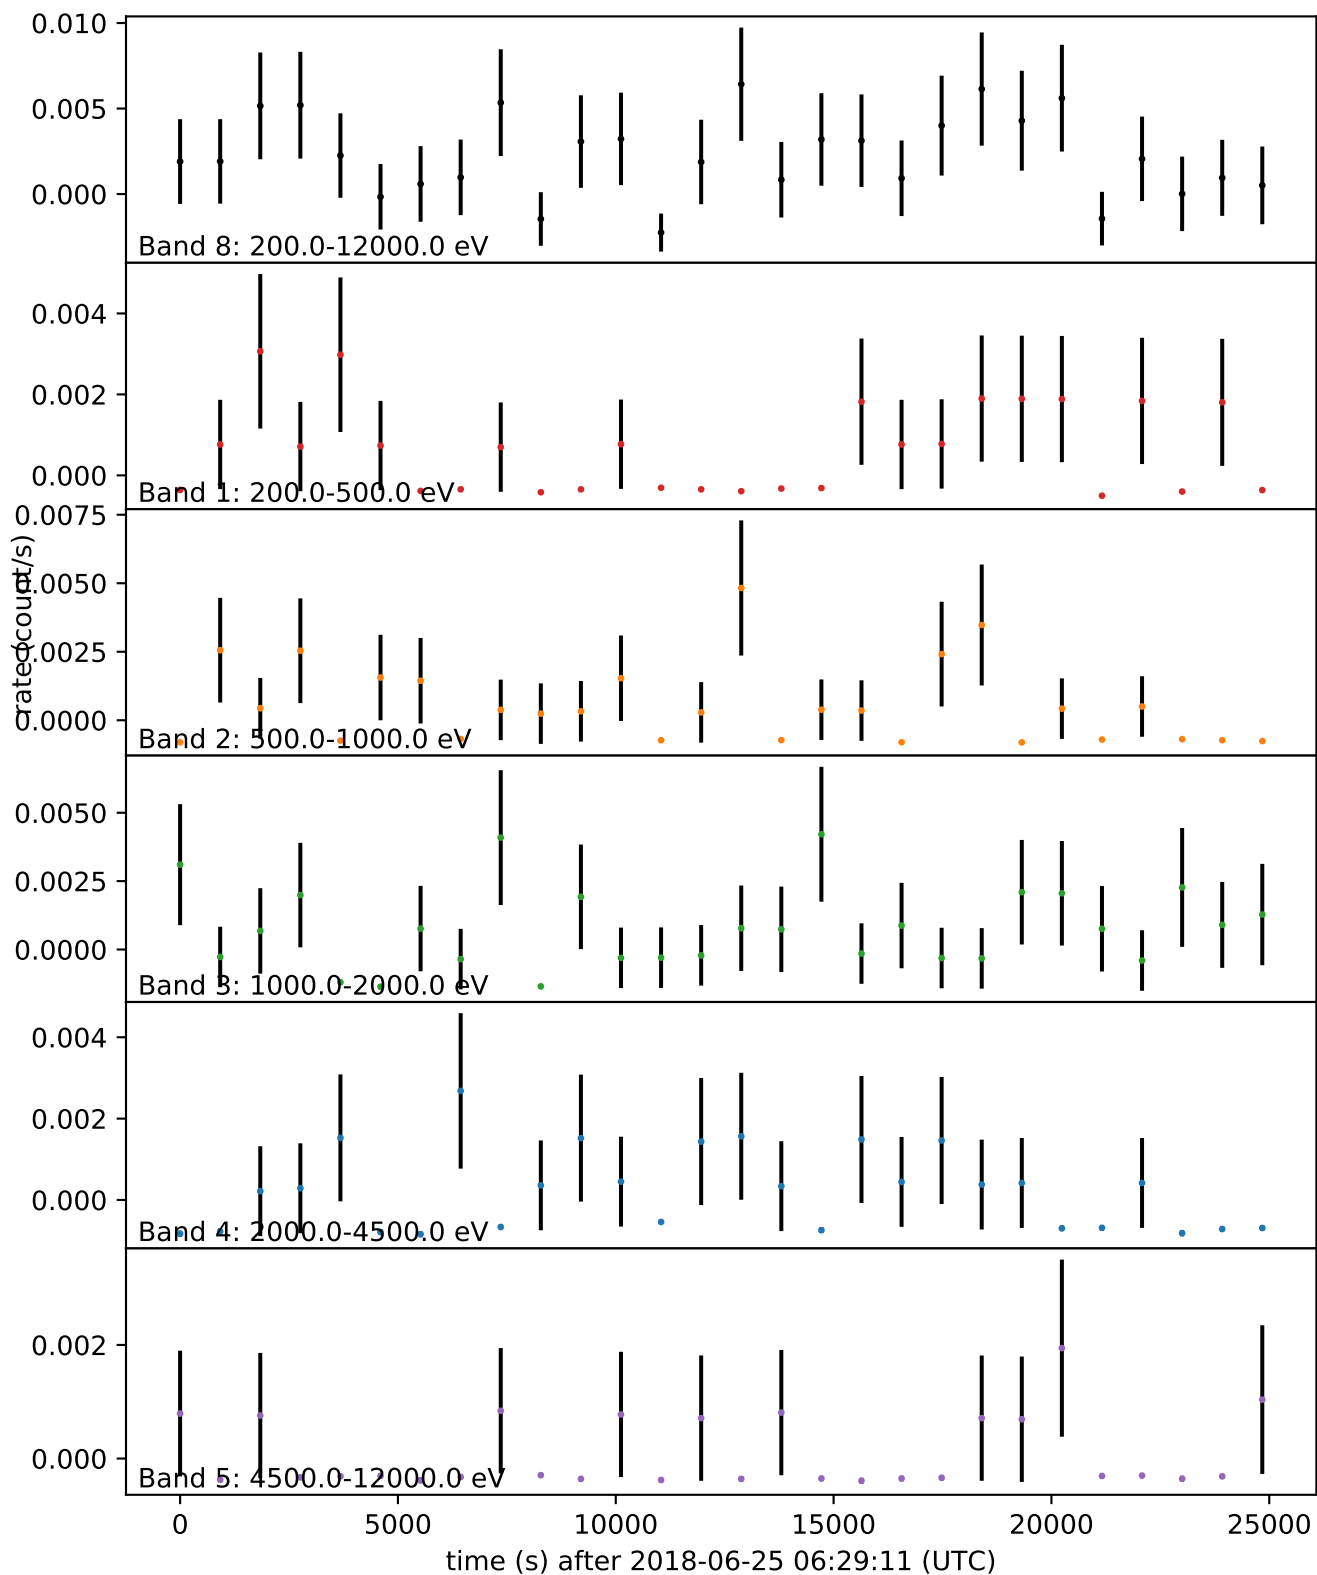 0.010
0.005
0.000
Band 8: 200.0-12000.0 eV
0.004
0.002
0.000
Band 1: 200.0-500.0 eV
0.0075
0.0050
0.0025
0.0000
Band 2: 500.0-1000.0 eV
rate (count/s)
0.0050
0.0025
0.0000
Band 3: 1000.0-2000.0 eV
0.004
0.002
0.000
Band 4: 2000.0-4500.0 eV
0.002
0.000
Band 5: 4500.0-12000.0 eV
0 5000 10000 15000 20000 25000
time (s) after 2018-06-25 06:29:11 (UTC)